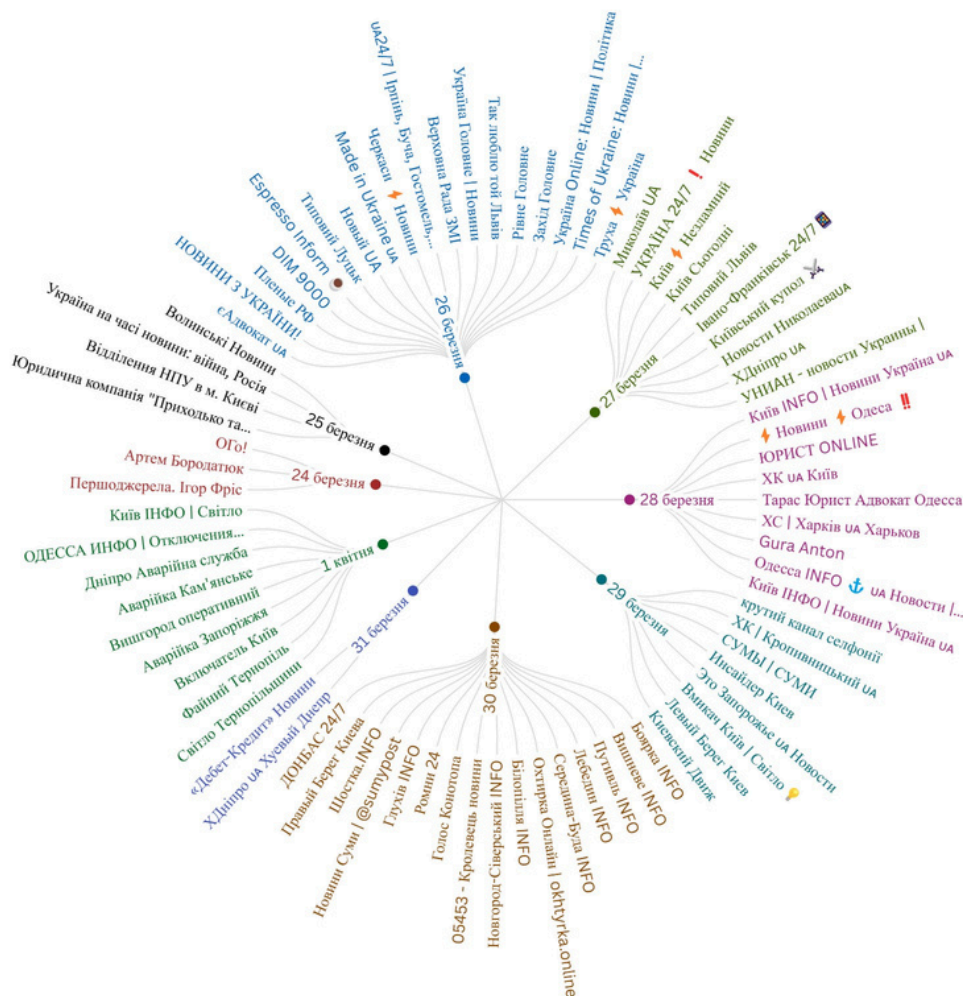 24 березня
ОГо!
Артем Бородатюк
Першоджерела. Ігор Фріс
25 березня
Волинські Новини
Україна на часі новини: війна, Росія
Відділення НПУ в м. Києві
Юридична компанія "Приходько та...
26 березня
єАдвокат UA
НОВИНИ З УКРАЇНИ!
Пленые РФ
DIM 9000
Espresso Inform
Типовий Луцьк
Новый UA
Made in Ukraine UA
Черкаси ⚡ Новини
UA24/7 | Ірпінь, Буча, Гостомель,...
Верховна Рада ЗМІ
Україна Головне | Новини
Так люблю той Львів
Рівне Головне
Захід Головне
Україна Online: Новини | Політика
Times of Ukraine: Новини |...
Труха ⚡ Україна
27 березня
Миколаїв UA
УКРАЇНА 24/7 ❗ Новини
Київ ⚡ Незламний
Київ Сьогодні
Типовий Львів
Івано-Франківськ 24/7
Київський купол ⚔
Новости НиколаеваUA
ХДніпро UA
УНИАН - новости Украины |
28 березня
Київ INFO | Новини Україна UA
⚡ Новини ⚡ Одеса ‼
ЮРИСТ ONLINE
ХК UA Київ
Тарас Юрист Адвокат Одесса
ХС | Харків UA Харьков
Gura Anton
Одесса INFO ⚓ UA Новости |...
Київ ІНФО | Новини Україна UA
29 березня
крутий канал селфонії
ХК | Кропивницький UA
СУМЫ | СУМИ
Инсайдер Киев
Это Запорожье UA Новости
Вмикач Київ | Світло 💡
Левый Берег Киев
Киевский Движ
30 березня
Боярка INFO
Вишневе INFO
Путивль INFO
Лебедин INFO
Середина-Буда INFO
Охтирка Онлайн | okhtyrka.online
Білопілля INFO
Новгород-Сіверський INFO
05453 - Кролевець новини
Голос Конотопа
Ромни 24
Глухів INFO
Новини Суми | @sumypost
Шостка.INFO
Правый Берег Киева
ДОНБАС 24/7
31 березня
ХДніпро UA Хуевый Днепр
«Дебет-Кредит» Новини
1 квітня
Світло Тернопільщини
Файний Тернопіль
Включатель Київ
Аварійка Запоріжжя
Вишгород оперативний
Аварійка Кам’янське
Дніпро Аварійна служба
ОДЕССА ИНФО | Отключения...
Київ ІНФО | Світло